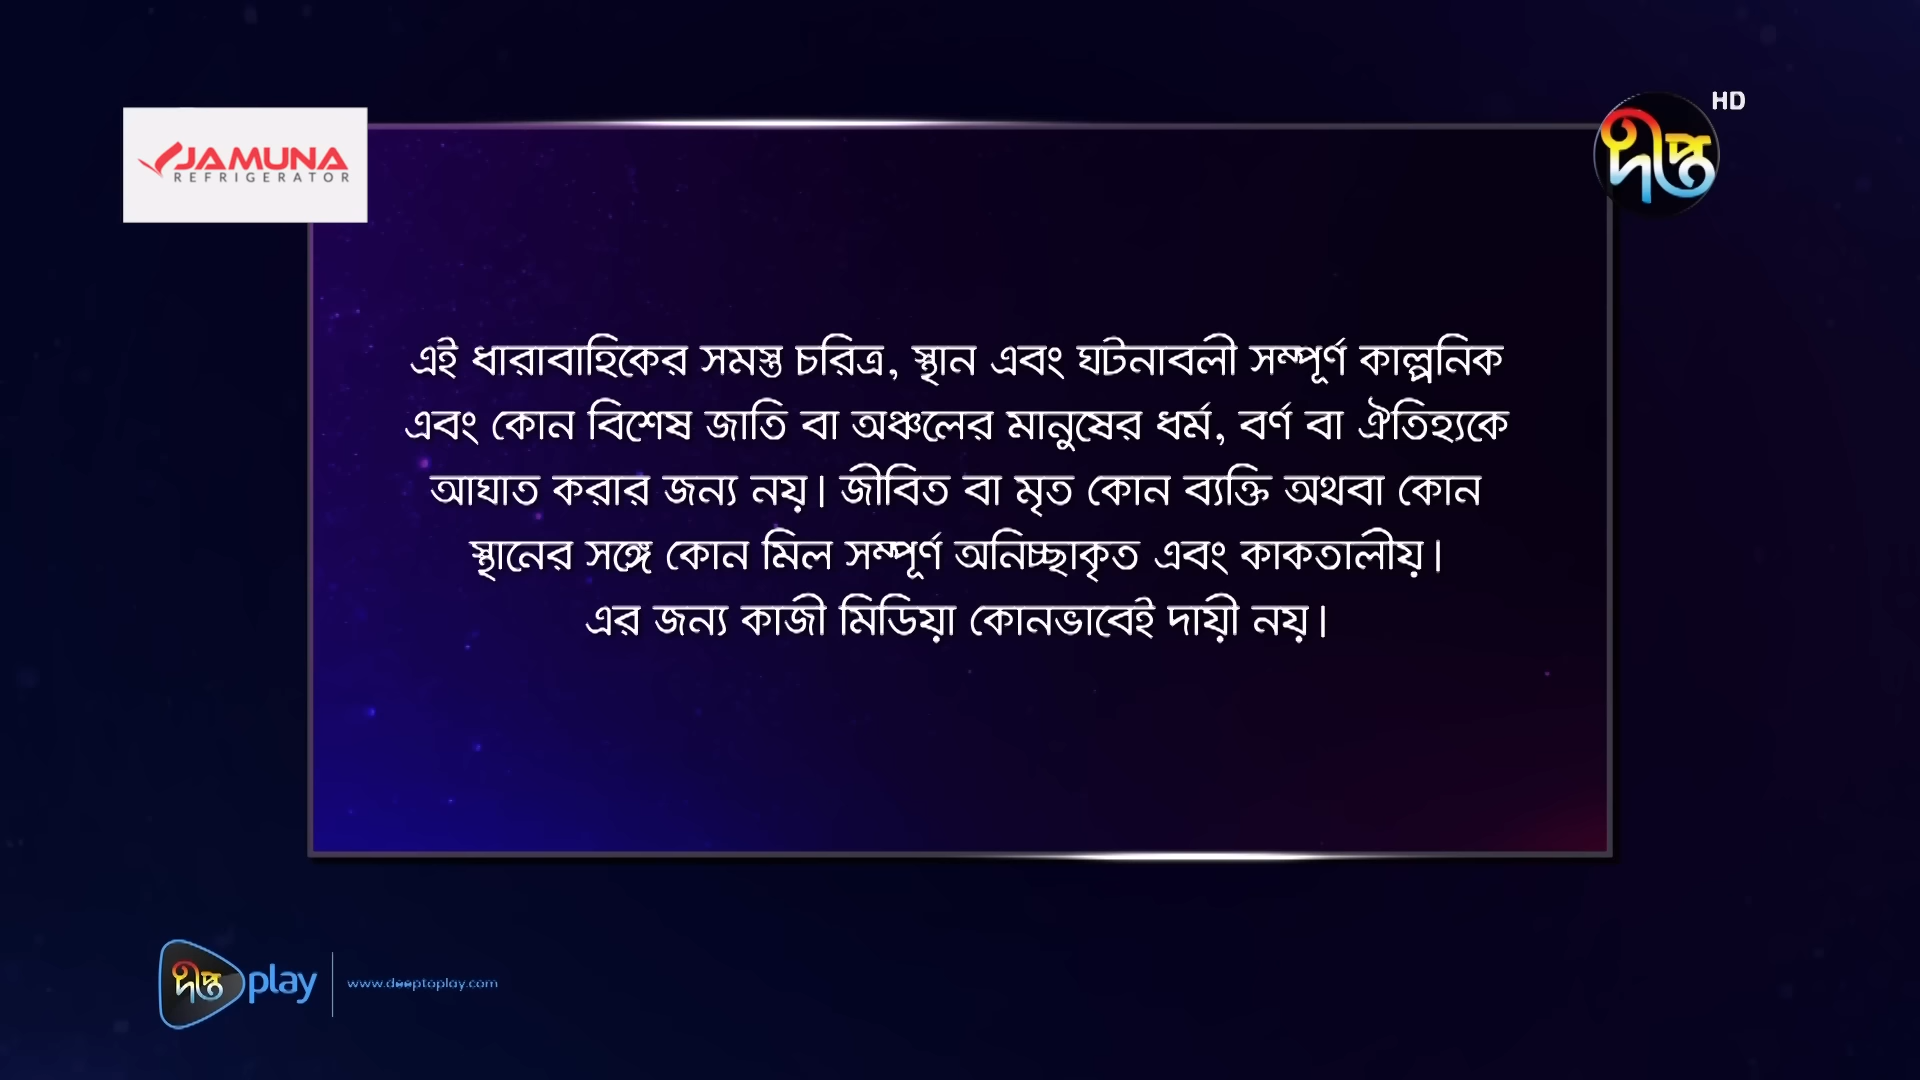 HD
JAMUNA
REFRIGERATOR
দীপ্ত
এই ধারাবাহিকের সমস্ত চরিত্র, স্থান এবং ঘটনাবলী সম্পূর্ণ কাল্পনিক
এবং কোন বিশেষ জাতি বা অঞ্চলের মানুষের ধর্ম, বর্ণ বা ঐতিহ্যকে
আঘাত করার জন্য নয়। জীবিত বা মৃত কোন ব্যক্তি অথবা কোন
স্থানের সঙ্গে কোন মিল সম্পূর্ণ অনিচ্ছাকৃত এবং কাকতালীয়।
এর জন্য কাজী মিডিয়া কোনভাবেই দায়ী নয়।
দীপ্ত play www.deeptoplay.com